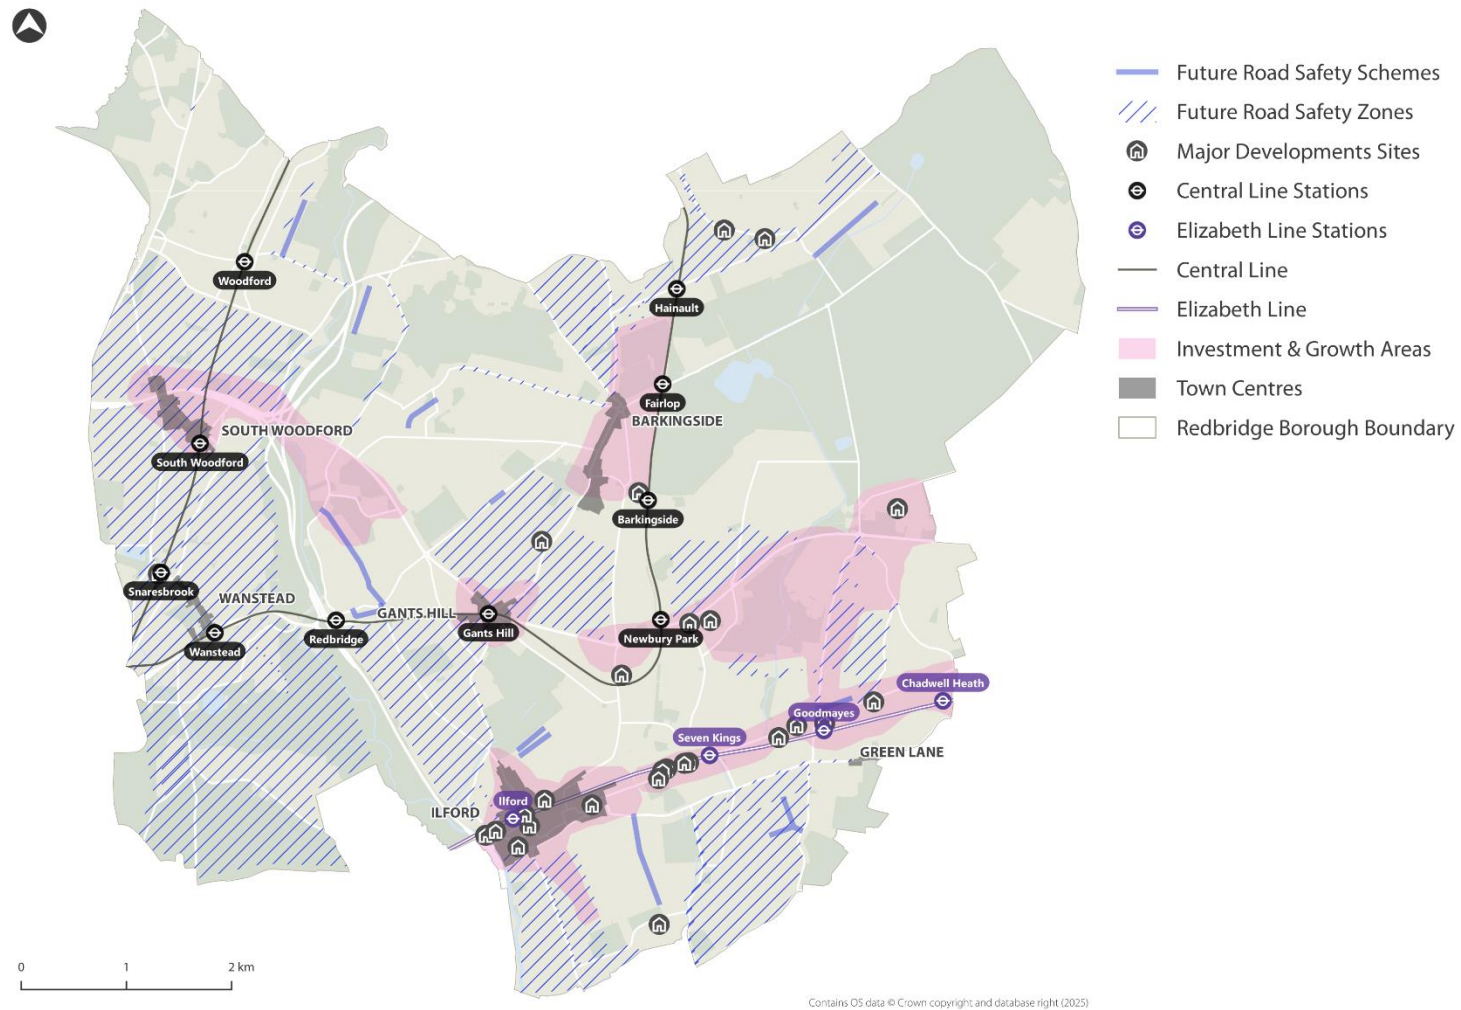 Future Road Safety Schemes
Future Road Safety Zones
Major Developments Sites
Central Line Stations
Elizabeth Line Stations
Central Line
Elizabeth Line
Investment & Growth Areas
Town Centres
Redbridge Borough Boundary
Woodford
Hainault
Fairlop
BARKINGSIDE
SOUTH WOODFORD
South Woodford
Barkingside
Snaresbrook
WANSTEAD
GANTS HILL
Gants Hill
Redbridge
Newbury Park
Wanstead
Chadwell Heath
Goodmayes
Seven Kings
GREEN LANE
Ilford
ILFORD
0 1 2 km
Contains OS data © Crown copyright and database right (2025)